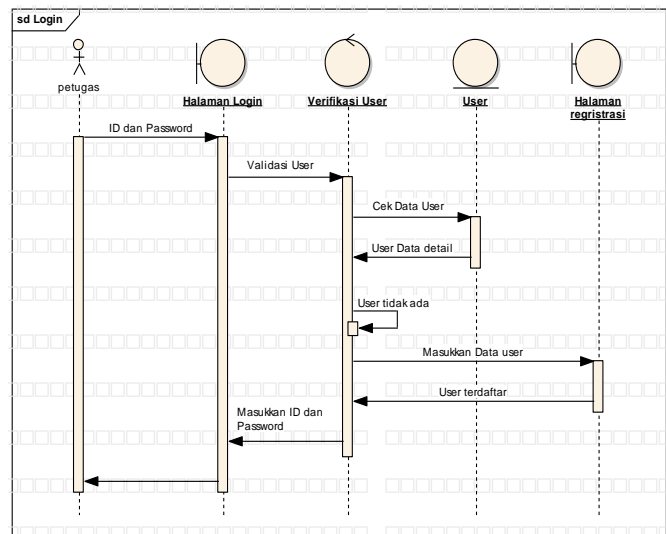 sd Login
petugas
Halaman Login
Verifikasi User
User
Halaman
regristrasi
ID dan Password
Validasi User
Cek Data User
User Data detail
User tidak ada
Masukkan Data user
User terdaftar
Masukkan ID dan
Password